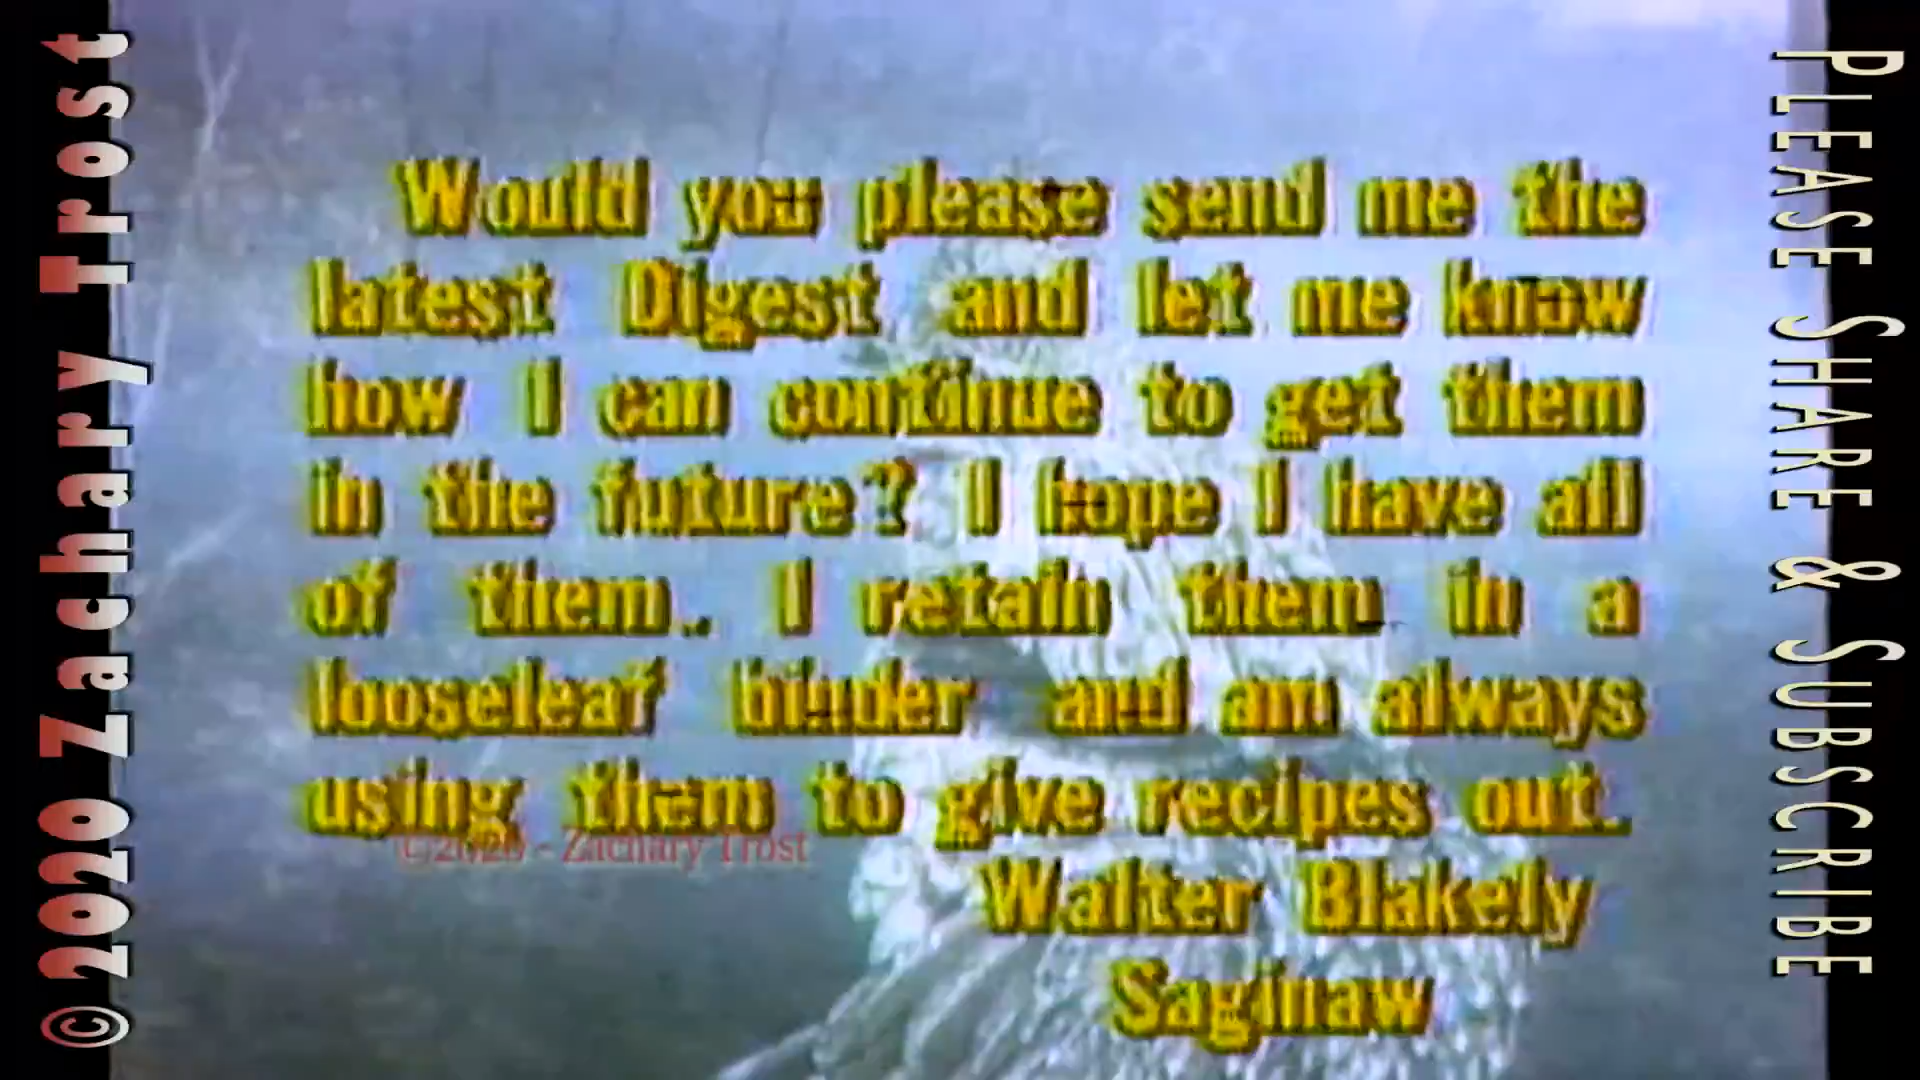 © 2020 Zachary Trost
Would you please send me the
latest Digest and let me know
how I can continue to get them
in the future? I hope I have all
of them.. I retain them in a
looseleaf binder and am always
using them to give recipes out.
©2020 - Zachary Trost
Walter Blakely
Saginaw
PLEASE SHARE & SUBSCRIBE